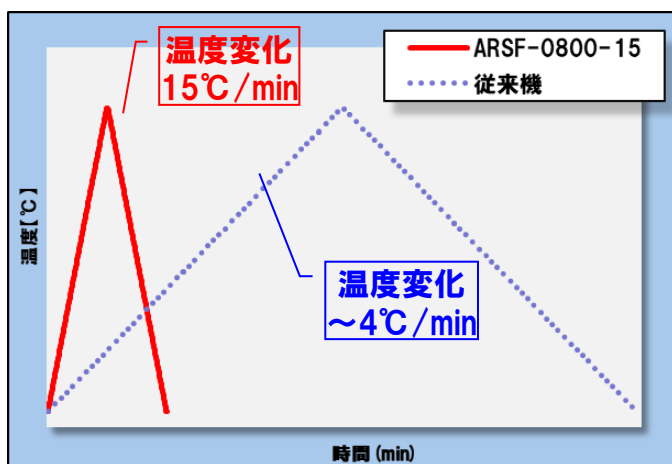 温度変化
15℃/min
ARSF-0800-15
従来機
温度変化
～4℃/min
温度[℃]
時間(min)